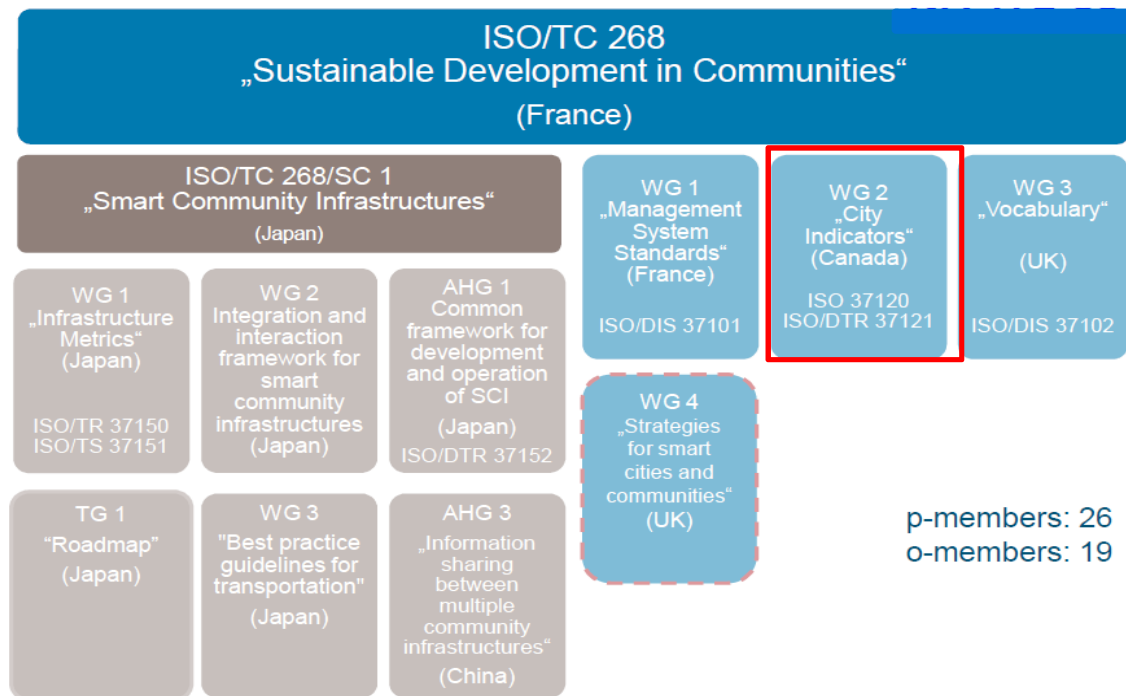 ISO/TC 268
„Sustainable Development in Communities“
(France)
ISO/TC 268/SC 1
„Smart Community Infrastructures“
(Japan)
WG 1
„Management
System
Standards“
(France)
ISO/DIS 37101
WG 2
„City
Indicators“
(Canada)
ISO 37120
ISO/DTR 37121
WG 3
„Vocabulary“
(UK)
ISO/DIS 37102
WG 1
„Infrastructure
Metrics“
(Japan)
ISO/TR 37150
ISO/TS 37151
WG 2
Integration and
interaction
framework for
smart
community
infrastructures
(Japan)
AHG 1
Common
framework for
development
and operation
of SCI
(Japan)
ISO/DTR 37152
WG 4
„Strategies
for smart
cities and
communities“
(UK)
TG 1
“Roadmap”
(Japan)
WG 3
"Best practice
guidelines for
transportation"
(Japan)
AHG 3
„Information
sharing
between
multiple
community
infrastructures“
(China)
p-members: 26
o-members: 19